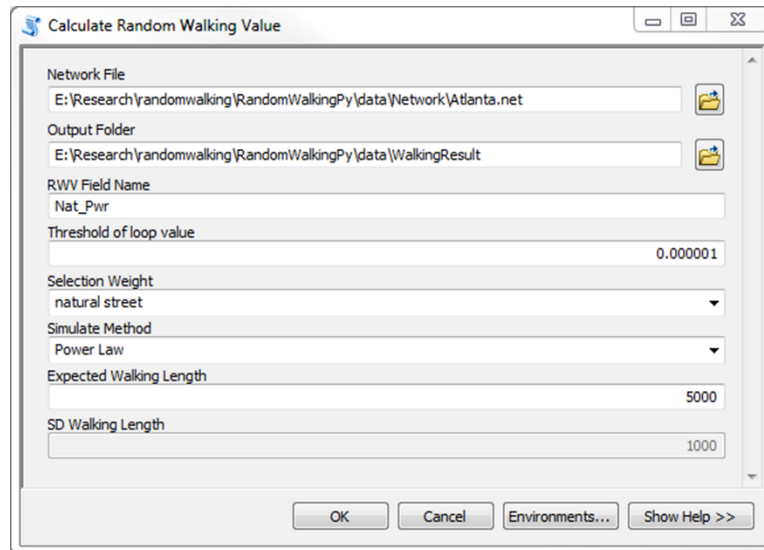 Calculate Random Walking Value
Network File
E:\Research\randomwalking\RandomWalkingPy\data\Network\Atlanta.net
Output Folder
E:\Research\randomwalking\RandomWalkingPy\data\WalkingResult
RWV Field Name
Nat_Pwr
Threshold of loop value
0.000001
Selection Weight
natural street
Simulate Method
Power Law
Expected Walking Length
5000
SD Walking Length
1000
OK Cancel Environments... Show Help >>